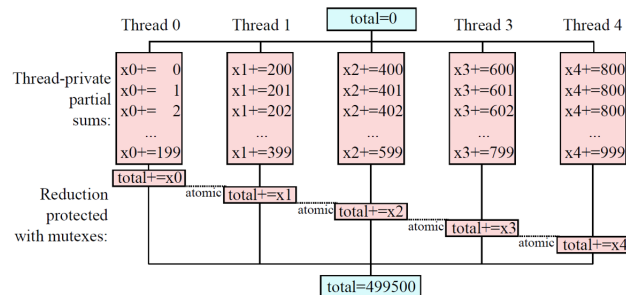 Thread 0 Thread 1 total=0 Thread 3 Thread 4
Thread-private
partial
sums:
x0+= 0
x0+= 1
x0+= 2
...
x0+=199
x1+=200
x1+=201
x1+=202
...
x1+=399
x2+=400
x2+=401
x2+=402
...
x2+=599
x3+=600
x3+=601
x3+=602
...
x3+=799
x4+=800
x4+=800
x4+=800
...
x4+=999
Reduction
protected
with mutexes:
total+=x0
atomic
total+=x1
atomic
total+=x2
atomic
total+=x3
atomic
total+=x4
total=499500